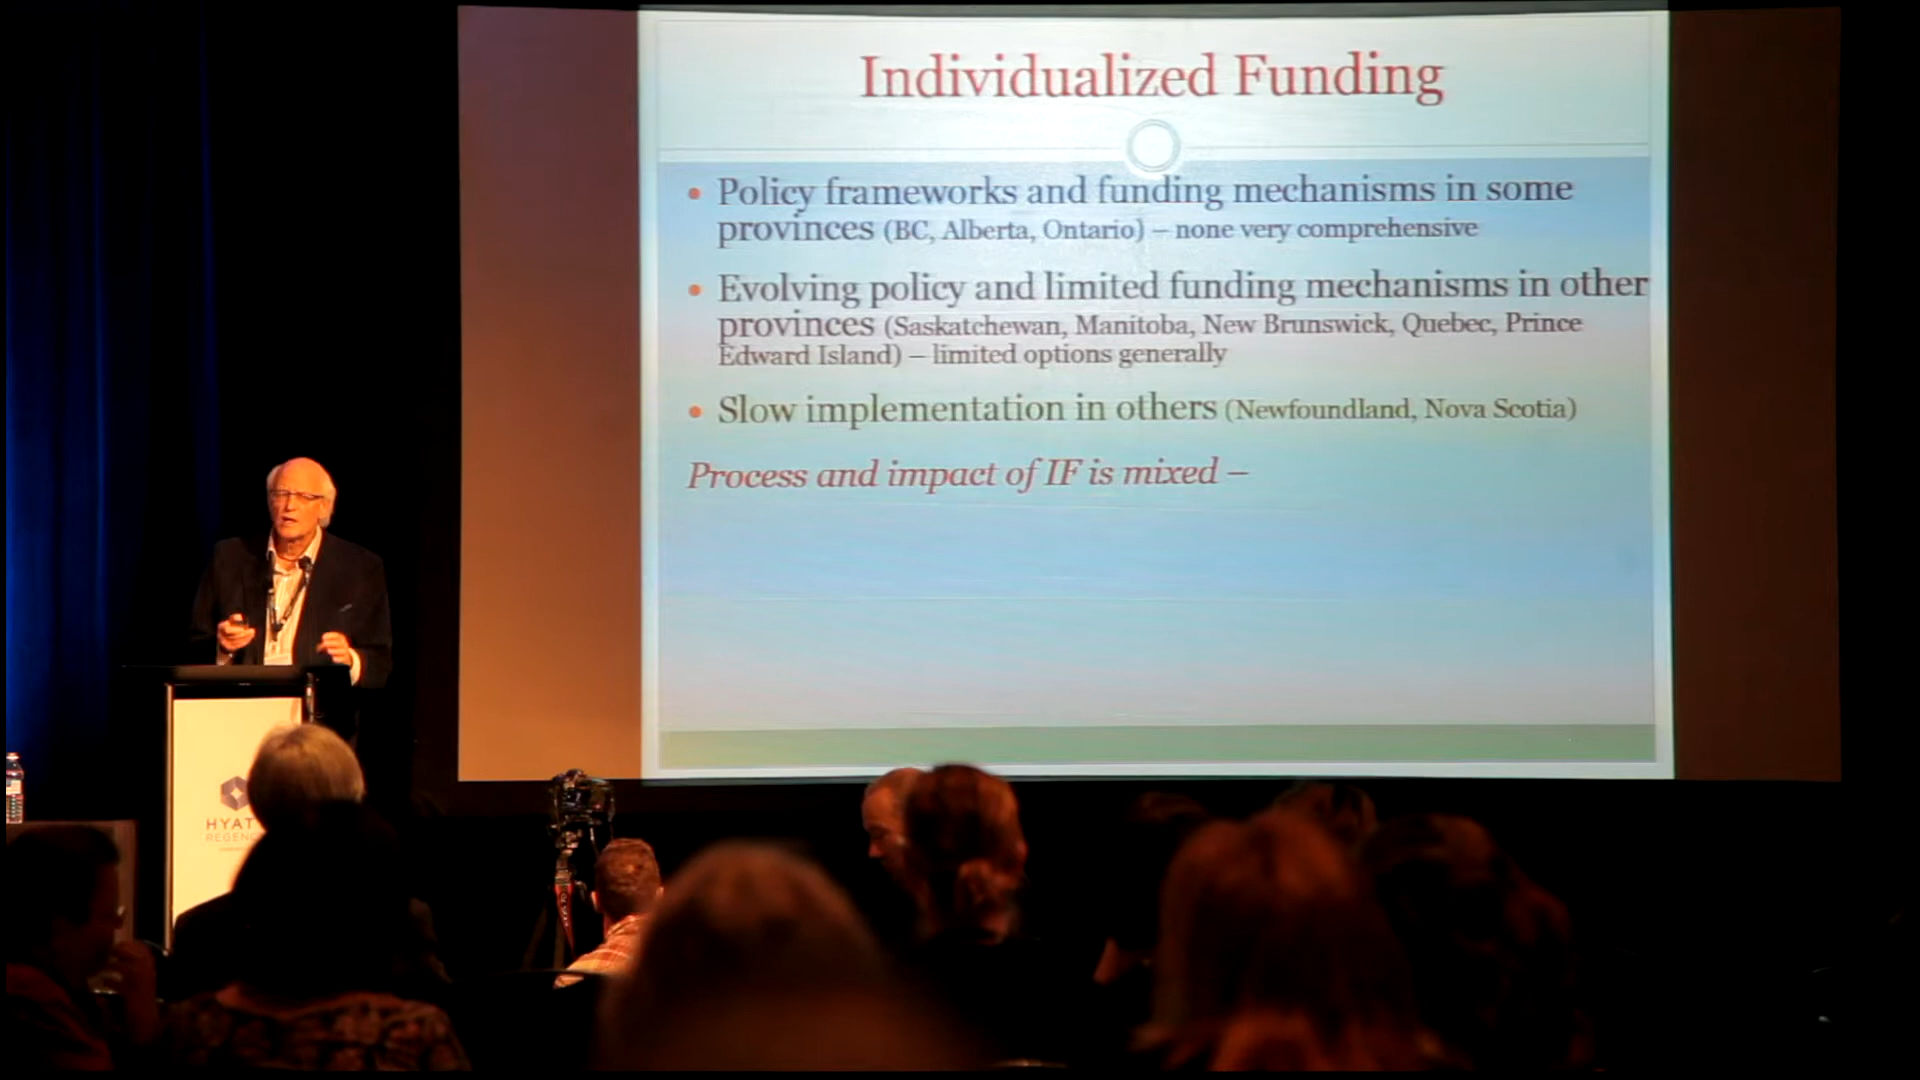 Individualized Funding
• Policy frameworks and funding mechanisms in some
provinces (BC, Alberta, Ontario) – none very comprehensive
• Evolving policy and limited funding mechanisms in other
provinces (Saskatchewan, Manitoba, New Brunswick, Quebec, Prince
Edward Island) – limited options generally
• Slow implementation in others (Newfoundland, Nova Scotia)
Process and impact of IF is mixed –
HYAT
REGEN